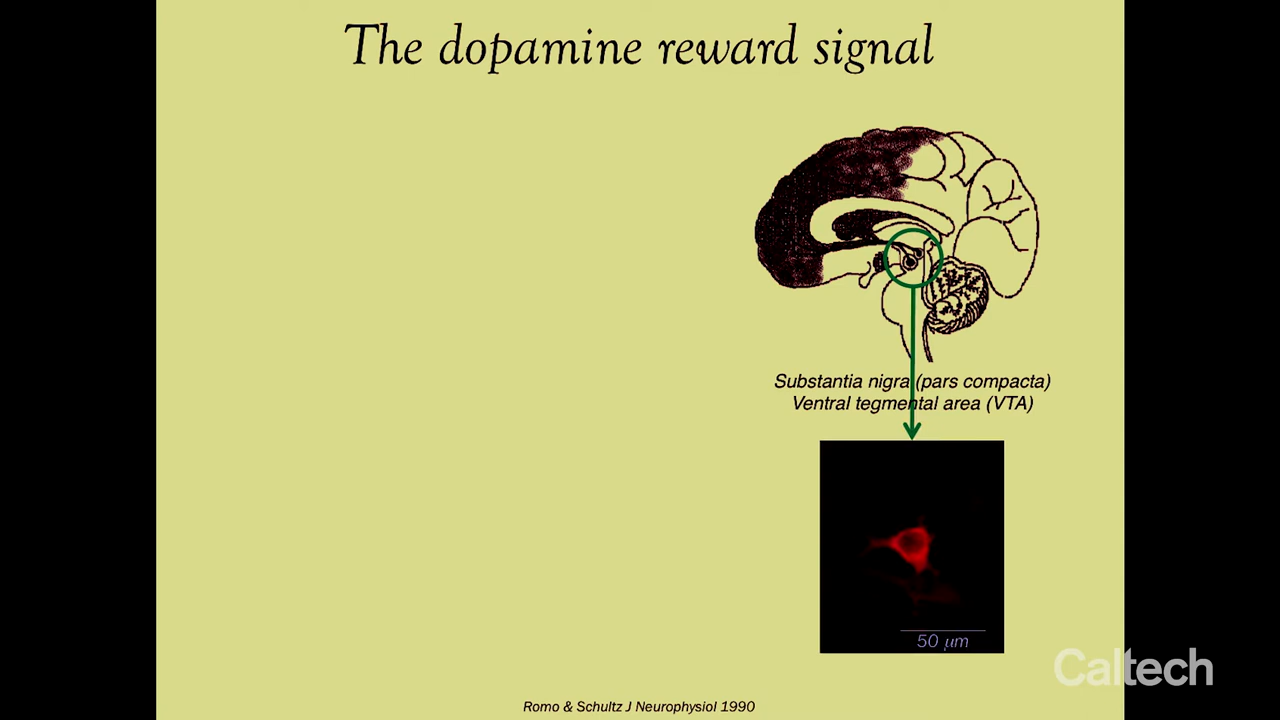 The dopamine reward signal
Substantia nigra (pars compacta)
Ventral tegmental area (VTA)
50 µm
Caltech
Romo & Schultz J Neurophysiol 1990